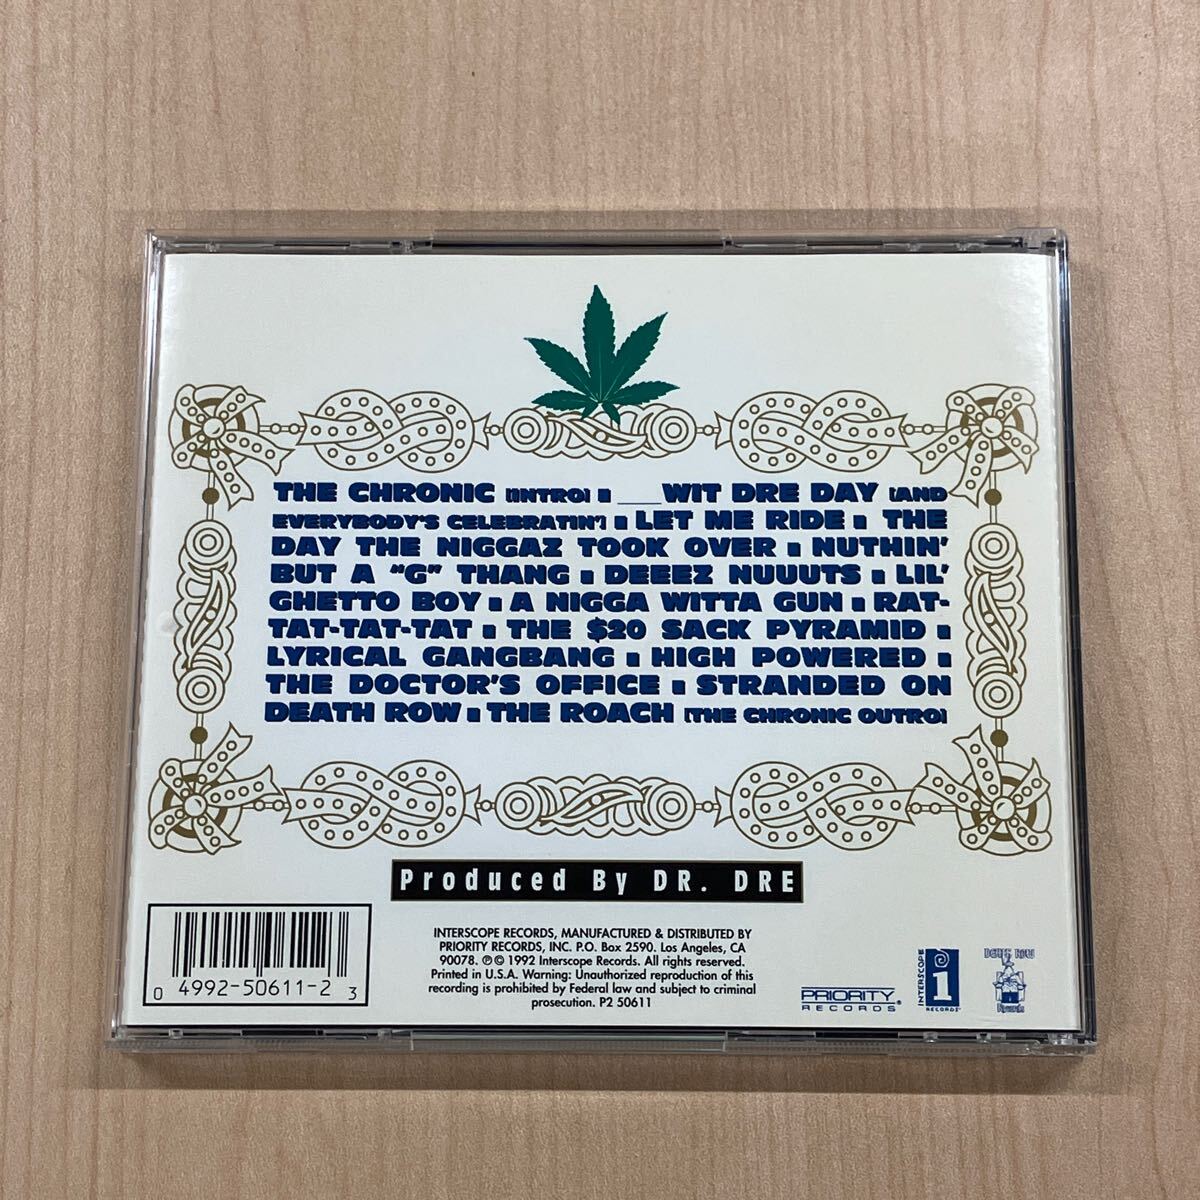 THE CHRONIC [INTRO] ▪ ___WIT DRE DAY [AND
EVERYBODY'S CELEBRATIN'] ▪ LET ME RIDE ▪ THE
DAY THE NIGGAZ TOOK OVER ▪ NUTHIN'
BUT A "G" THANG ▪ DEEEZ NUUUTS ▪ LIL'
GHETTO BOY ▪ A NIGGA WITTA GUN ▪ RAT-
TAT-TAT-TAT ▪ THE $20 SACK PYRAMID ▪
LYRICAL GANGBANG ▪ HIGH POWERED ▪
THE DOCTOR'S OFFICE ▪ STRANDED ON
DEATH ROW ▪ THE ROACH [THE CHRONIC OUTRO]
Produced By DR. DRE
INTERSCOPE RECORDS, MANUFACTURED & DISTRIBUTED BY
PRIORITY RECORDS, INC. P.O. Box 2590. Los Angeles, CA
90078. ℗© 1992 Interscope Records. All rights reserved.
Printed in U.S.A. Warning: Unauthorized reproduction of this
recording is prohibited by Federal law and subject to criminal
prosecution. P2 50611
0 4992-50611-2 3
PRIORITY
RECORDS
INTERSCOPE
i
RECORDS
DEATH ROW
Records